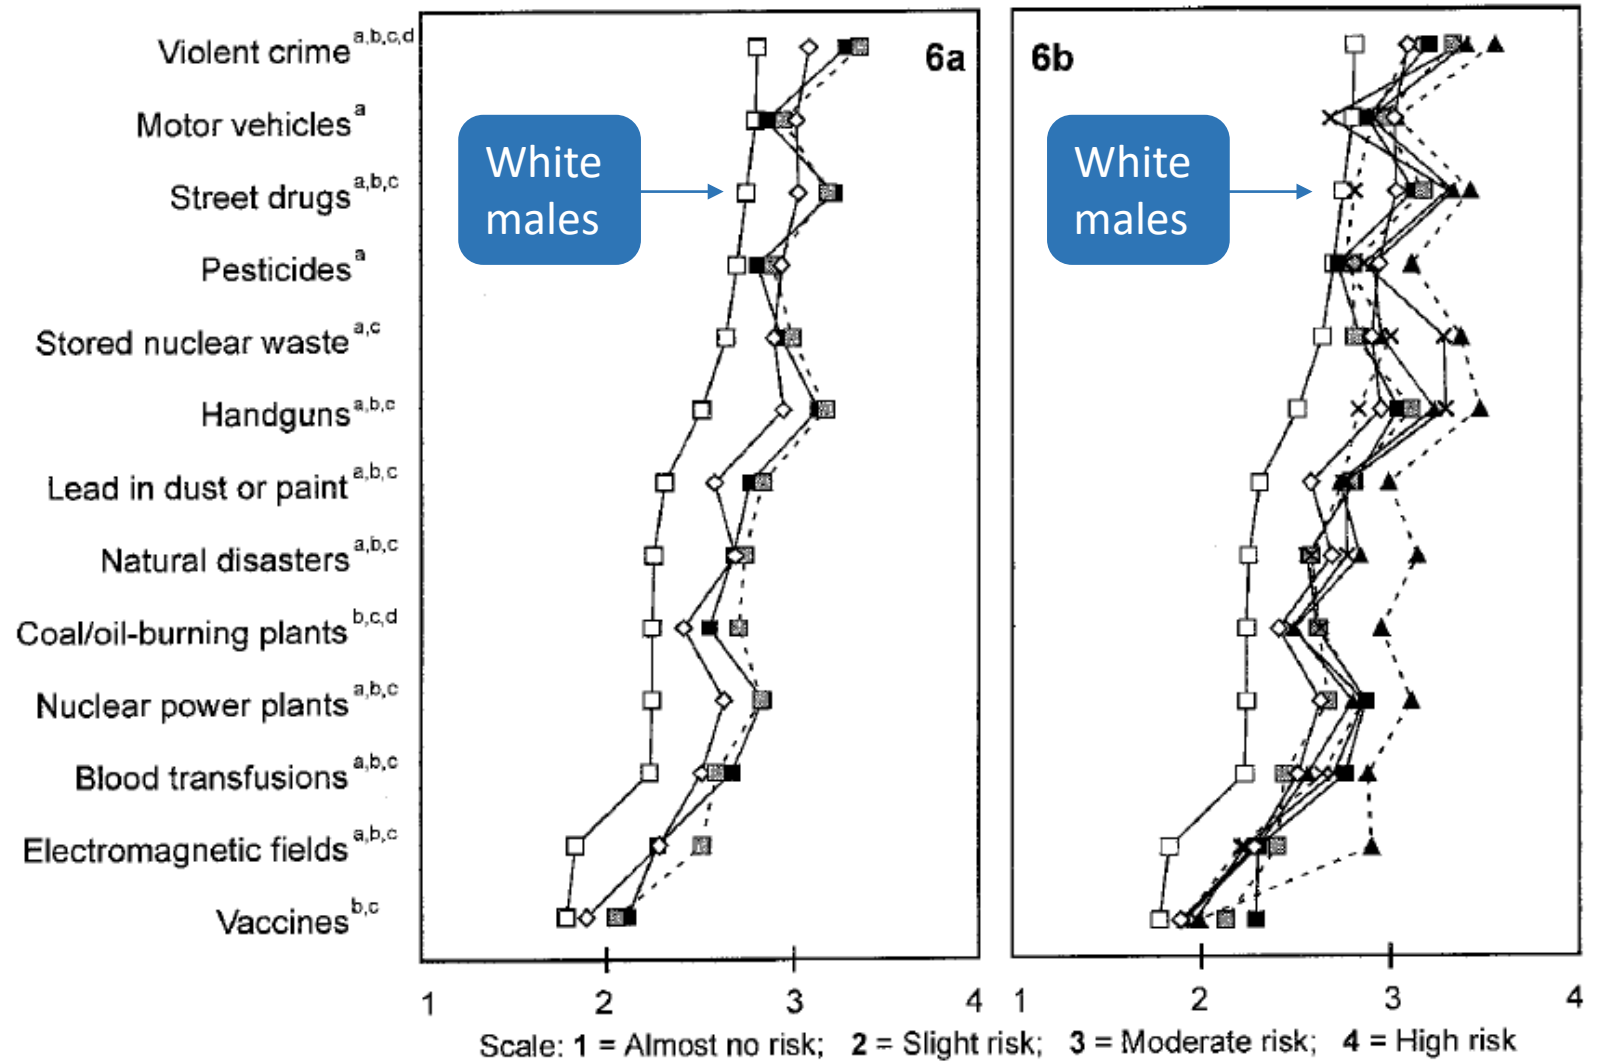 Violent crime a,b,c,d
Motor vehicles a
Street drugs a,b,c
Pesticides a
Stored nuclear waste a,c
Handguns a,b,c
Lead in dust or paint a,b,c
Natural disasters a,b,c
Coal/oil-burning plants b,c,d
Nuclear power plants a,b,c
Blood transfusions a,b,c
Electromagnetic fields a,b,c
Vaccines b,c
6a
White
males
1 2 3 4
6b
White
males
1 2 3 4
Scale: 1 = Almost no risk; 2 = Slight risk; 3 = Moderate risk; 4 = High risk